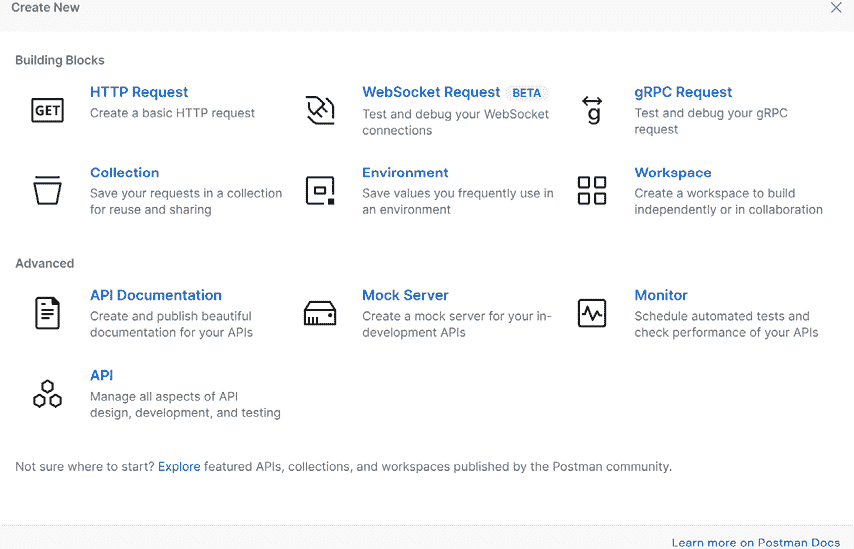 Create New
Building Blocks
GET
HTTP Request
Create a basic HTTP request
WebSocket Request BETA
Test and debug your WebSocket
connections
g
gRPC Request
Test and debug your gRPC
request
Collection
Save your requests in a collection
for reuse and sharing
Environment
Save values you frequently use in
an environment
Workspace
Create a workspace to build
independently or in collaboration
Advanced
API Documentation
Create and publish beautiful
documentation for your APIs
Mock Server
Create a mock server for your in-
development APIs
Monitor
Schedule automated tests and
check performance of your APIs
API
Manage all aspects of API
design, development, and testing
Not sure where to start? Explore featured APIs, collections, and workspaces published by the Postman community.
Learn more on Postman Docs